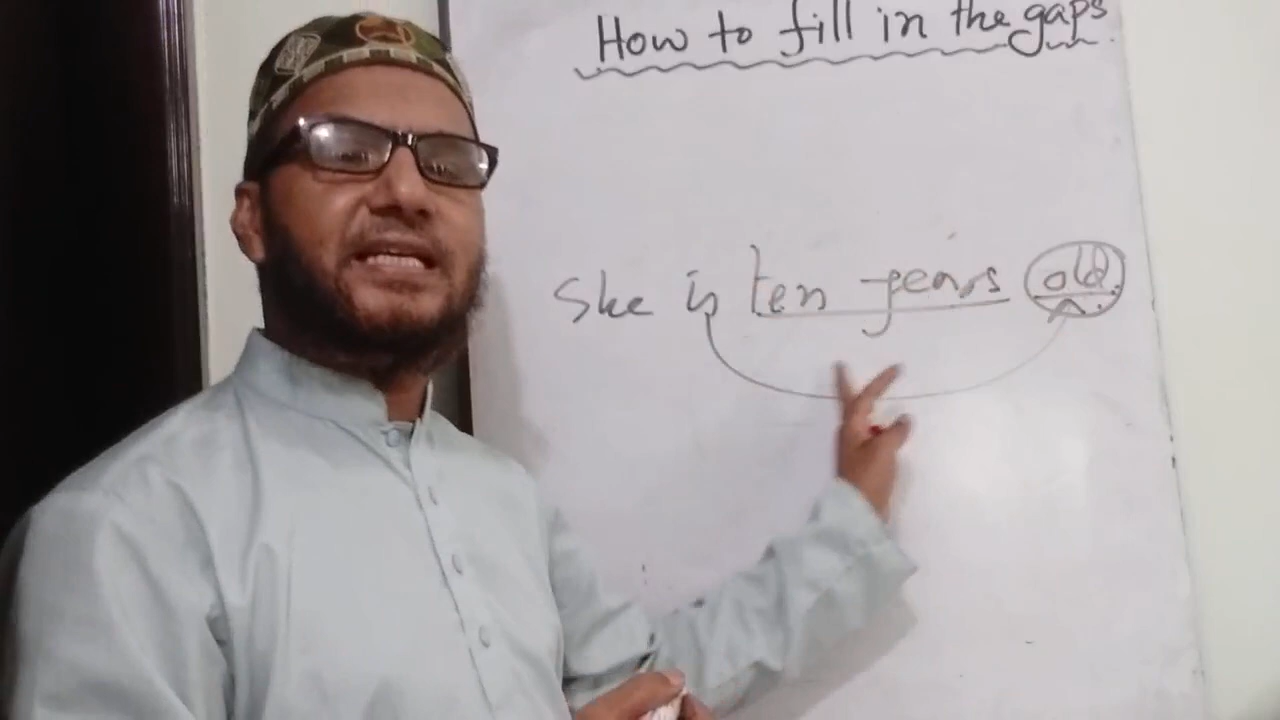 How to fill in the gaps.
She is ten years old.